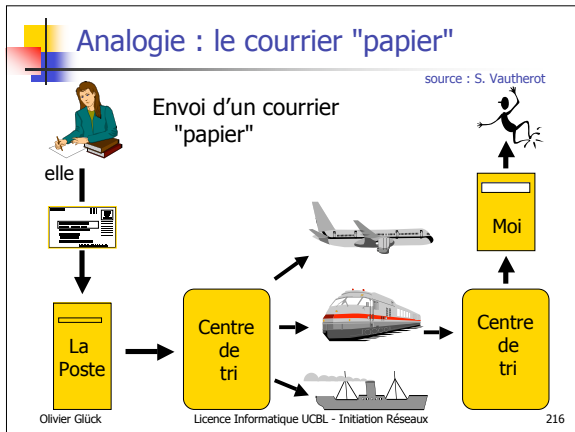 Analogie : le courrier "papier"
source : S. Vautherot
Envoi d'un courrier
"papier"
elle
La
Poste
Centre
de
tri
Centre
de
tri
Moi
Olivier Glück
Licence Informatique UCBL - Initiation Réseaux
216